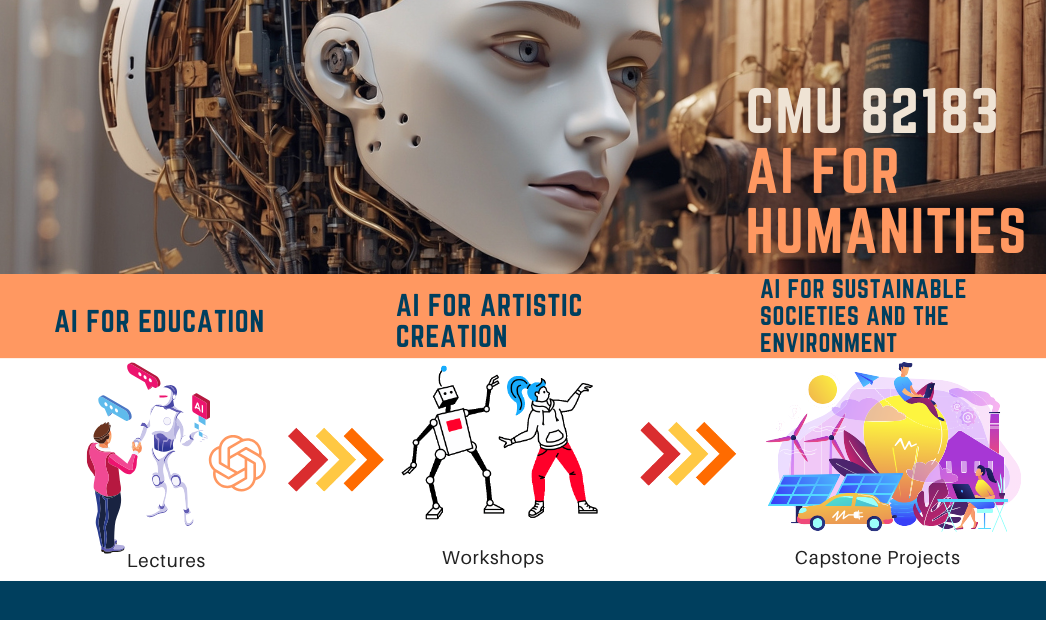 CMU 82183
AI FOR
HUMANITIES
AI FOR EDUCATION
AI FOR ARTISTIC
CREATION
AI FOR SUSTAINABLE
SOCIETIES AND THE
ENVIRONMENT
AI
Lectures
Workshops
Capstone Projects